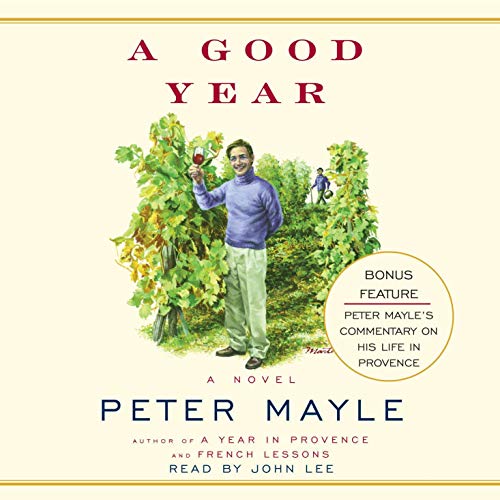 A GOOD
YEAR
BONUS
FEATURE
PETER MAYLE'S
COMMENTARY ON
HIS LIFE IN
PROVENCE
A NOVEL
PETER MAYLE
AUTHOR OF A YEAR IN PROVENCE
AND FRENCH LESSONS
READ BY JOHN LEE